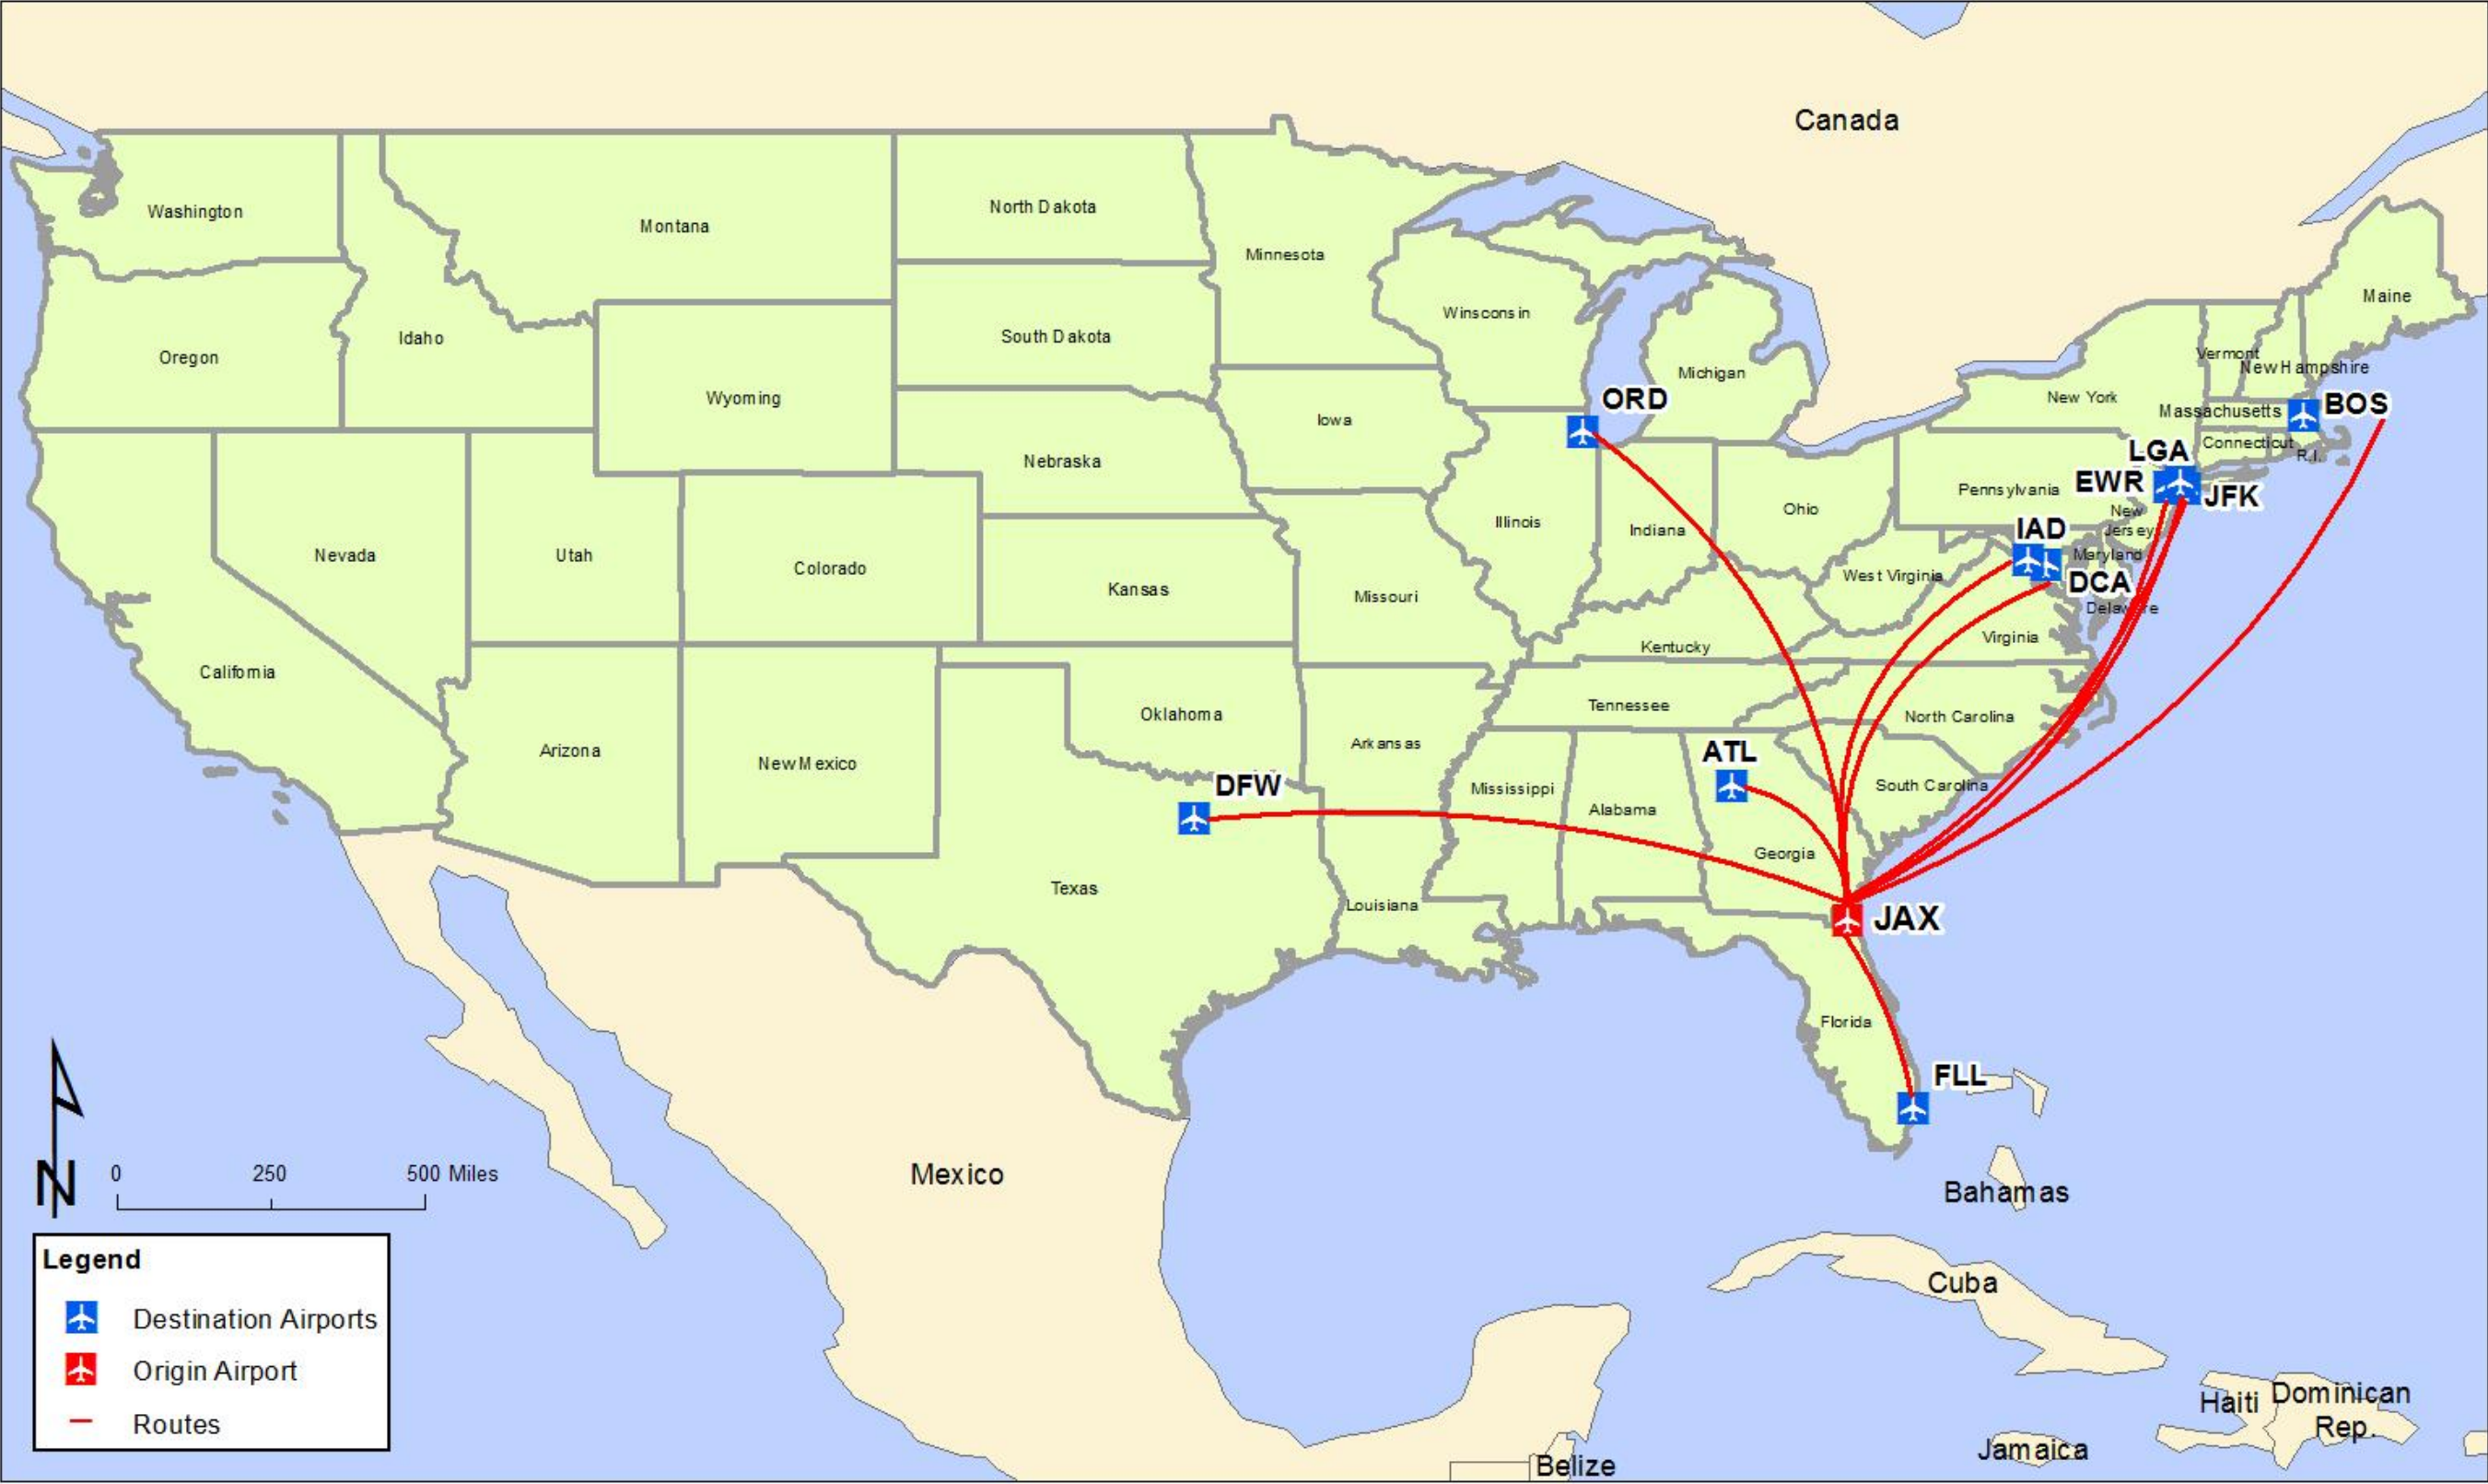 Canada
Washington
Montana
North Dakota
Minnesota
Maine
Winsconsin
Idaho
South Dakota
Oregon
Vermont
New Hampshire
Michigan
Wyoming
New York
ORD
BOS
Massachusetts
Iowa
Connecticut
LGA
R.I.
Nebraska
EWR
JFK
Pennsylvania
Ohio
New
Jersey
Illinois
Indiana
IAD
Nevada
Utah
Colorado
Maryland
West Virginia
DCA
Kansas
Missouri
Delaware
Virginia
Kentucky
California
Oklahoma
Tennessee
North Carolina
Arizona
New Mexico
Arkansas
ATL
DFW
Mississippi
South Carolina
Alabama
Georgia
Texas
Louisiana
JAX
Florida
FLL
N
0 250 500 Miles
Mexico
Bahamas
Legend
Destination Airports
Origin Airport
Routes
Cuba
Haiti
Dominican
Rep.
Jamaica
Belize